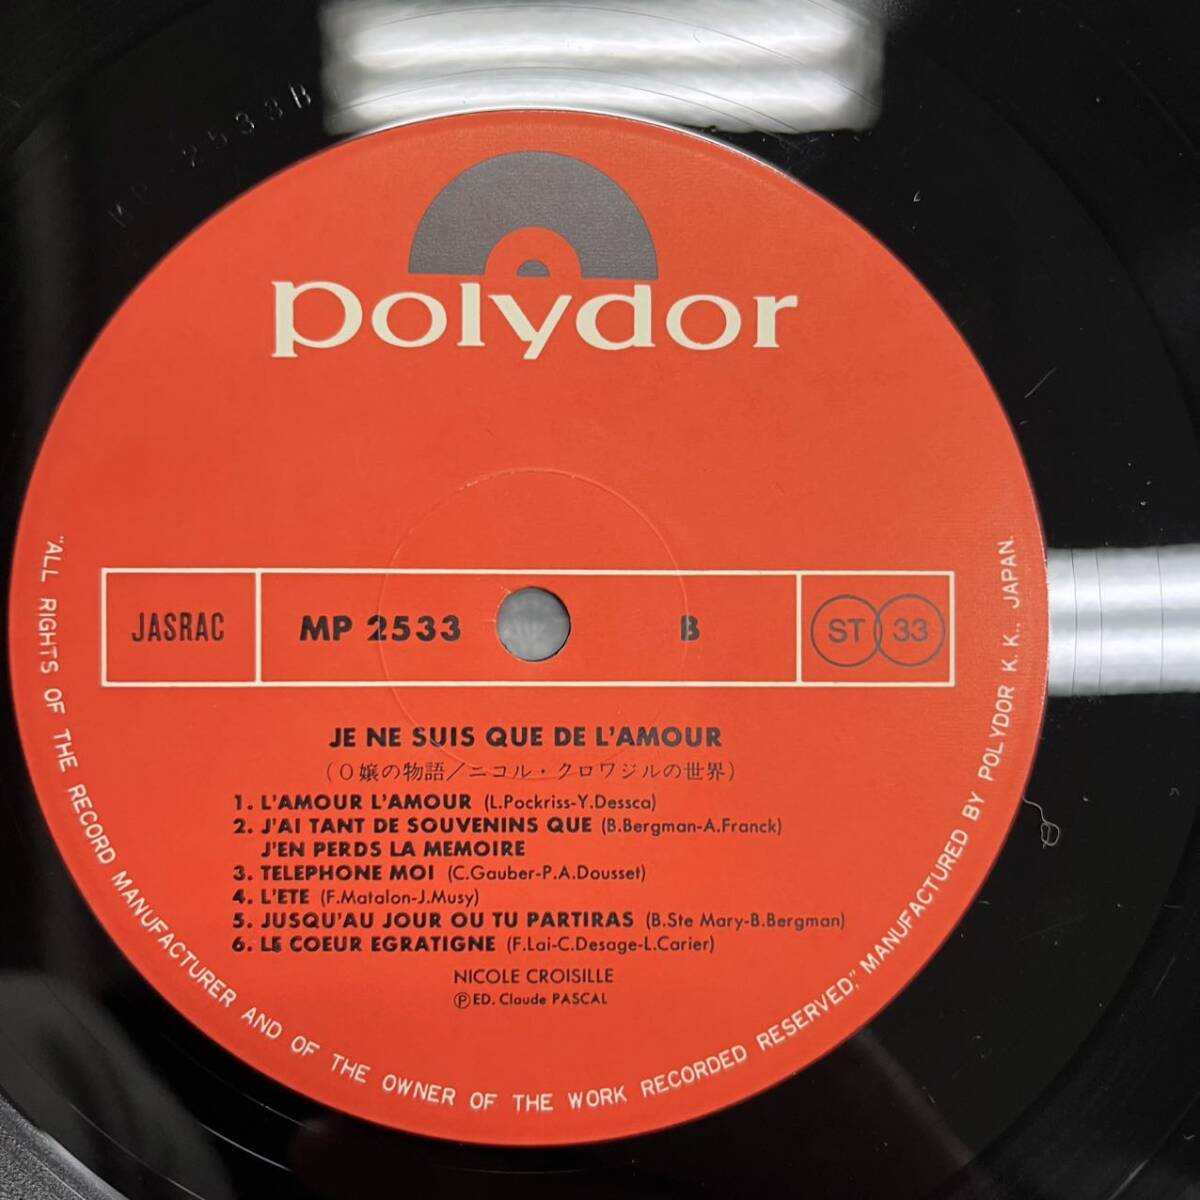 MP 2533B
polydor
JASRAC
MP 2533
B
ST 33
JE NE SUIS QUE DE L'AMOUR
(O嬢の物語/ニコル・クロワジルの世界)
1. L'AMOUR L'AMOUR (L.Pockriss-Y.Dessca)
2. J'AI TANT DE SOUVENINS QUE (B.Bergman-A.Franck)
J'EN PERDS LA MEMOIRE
3. TELEPHONE MOI (C.Gauber-P.A.Dousset)
4. L'ETE (F.Matalon-J.Musy)
5. JUSQU'AU JOUR OU TU PARTIRAS (B.Ste Mary-B.Bergman)
6. LE COEUR EGRATIGNE (F.Lai-C.Desage-L.Carier)
NICOLE CROISILLE
ⓅED. Claude PASCAL
"ALL RIGHTS OF THE RECORD MANUFACTURER AND OF THE OWNER OF THE WORK RECORDED RESERVED," MANUFACTURED BY POLYDOR K.K., JAPAN.